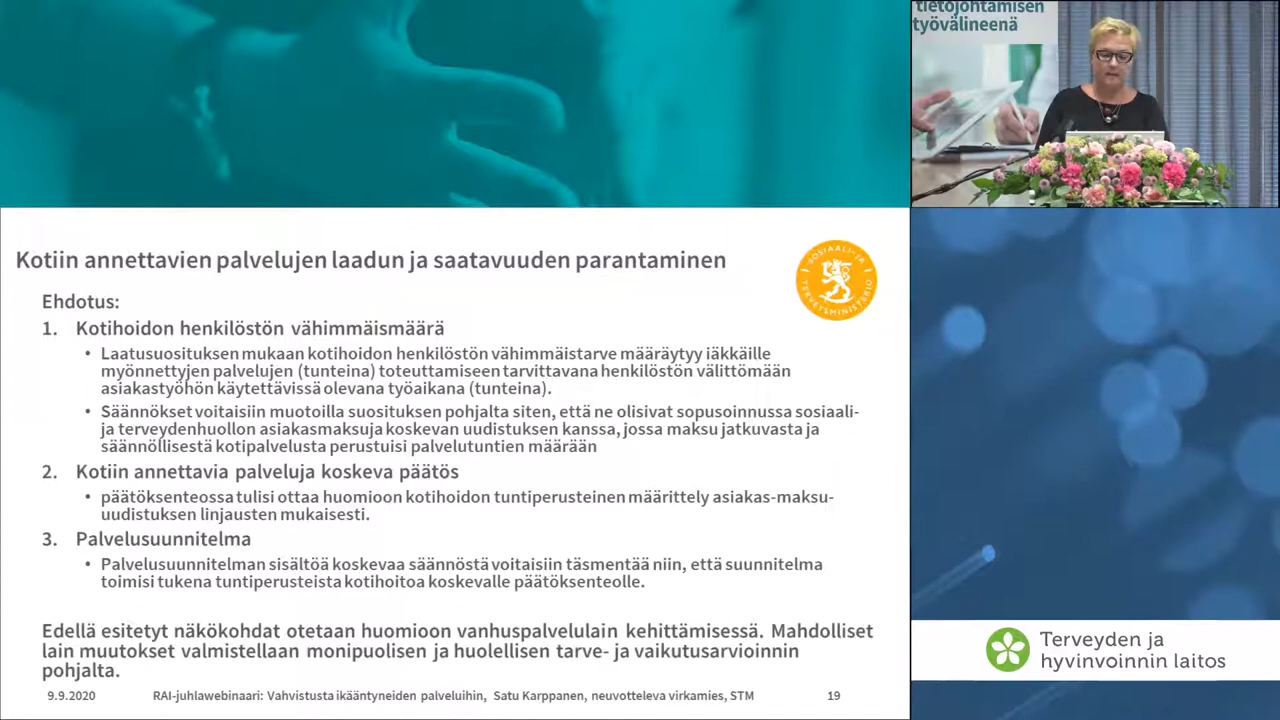 Kotiin annettavien palvelujen laadun ja saatavuuden parantaminen
SOSIAALI- JA
TERVEYSMINISTERIÖ
Ehdotus:
1. Kotihoidon henkilöstön vähimmäismäärä
• Laatusuosituksen mukaan kotihoidon henkilöstön vähimmäistarve määräytyy iäkkäille
myönnettyjen palvelujen (tunteina) toteuttamiseen tarvittavana henkilöstön välittömään
asiakastyöhön käytettävissä olevana työaikana (tunteina).
• Säännökset voitaisiin muotoilla suosituksen pohjalta siten, että ne olisivat sopusoinnussa sosiaali-
ja terveydenhuollon asiakasmaksuja koskevan uudistuksen kanssa, jossa maksu jatkuvasta ja
säännöllisestä kotipalvelusta perustuisi palvelutuntien määrään
2. Kotiin annettavia palveluja koskeva päätös
• päätöksenteossa tulisi ottaa huomioon kotihoidon tuntiperusteinen määrittely asiakas-maksu-
uudistuksen linjausten mukaisesti.
3. Palvelusuunnitelma
• Palvelusuunnitelman sisältöä koskevaa säännöstä voitaisiin täsmentää niin, että suunnitelma
toimisi tukena tuntiperusteista kotihoitoa koskevalle päätöksenteolle.
Edellä esitetyt näkökohdat otetaan huomioon vanhuspalvelulain kehittämisessä. Mahdolliset
lain muutokset valmistellaan monipuolisen ja huolellisen tarve- ja vaikutusarvioinnin
pohjalta.
9.9.2020 RAI-juhlawebinaari: Vahvistusta ikääntyneiden palveluihin, Satu Karppanen, neuvotteleva virkamies, STM 19
tietojohtamisen
työvälineenä
Terveyden ja
hyvinvoinnin laitos